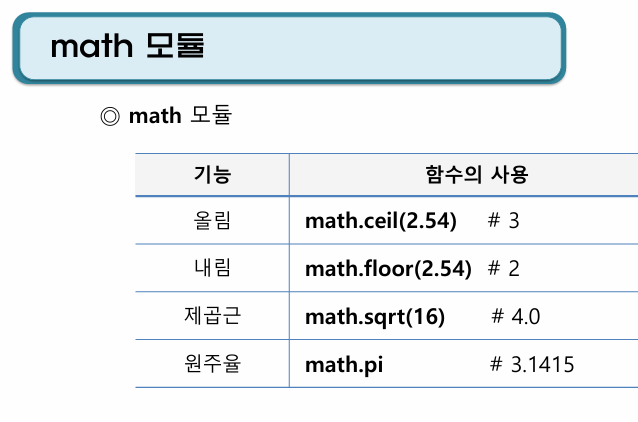 math 모듈
◎ math 모듈
기능 함수의 사용
올림 math.ceil(2.54) # 3
내림 math.floor(2.54) # 2
제곱근 math.sqrt(16) # 4.0
원주율 math.pi # 3.1415